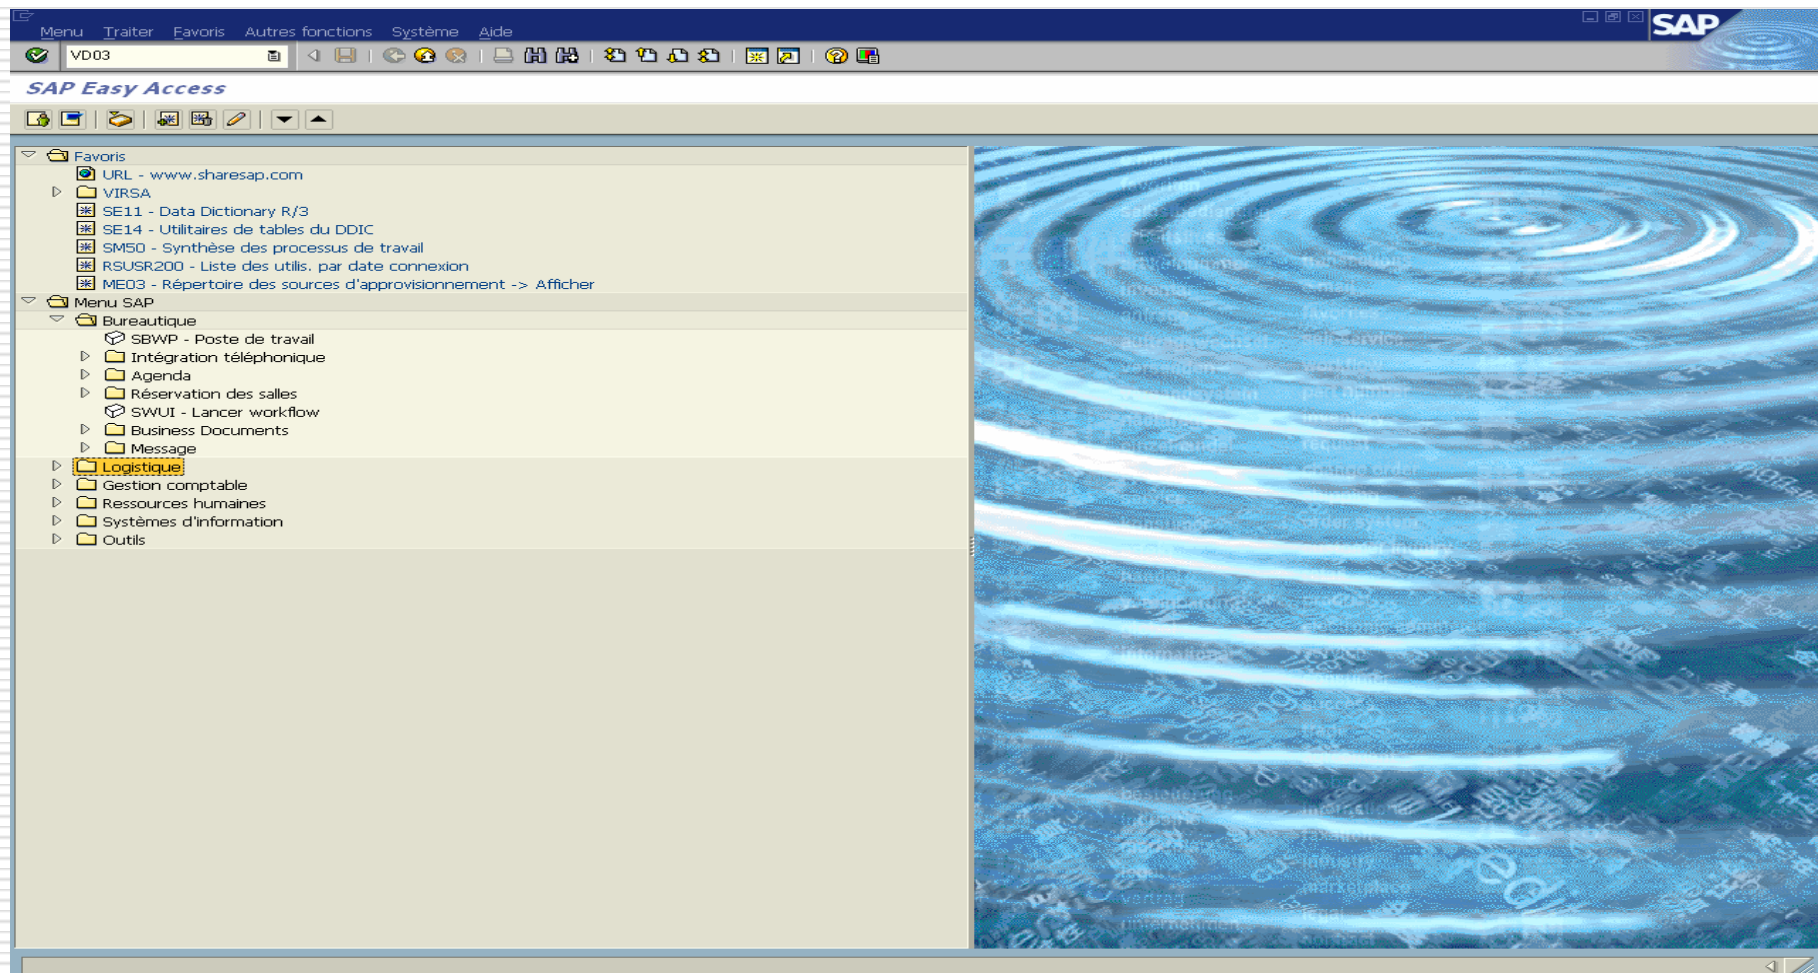 Menu Traiter Favoris Autres fonctions Système Aide
SAP
VD03
SAP Easy Access
Favoris
URL - www.sharesap.com
VIRSA
SE11 - Data Dictionary R/3
SE14 - Utilitaires de tables du DDIC
SM50 - Synthèse des processus de travail
RSUSR200 - Liste des utilis. par date connexion
ME03 - Répertoire des sources d'approvisionnement -> Afficher
Menu SAP
Bureautique
SBWP - Poste de travail
Intégration téléphonique
Agenda
Réservation des salles
SWUI - Lancer workflow
Business Documents
Message
Logistique
Gestion comptable
Ressources humaines
Systèmes d'information
Outils